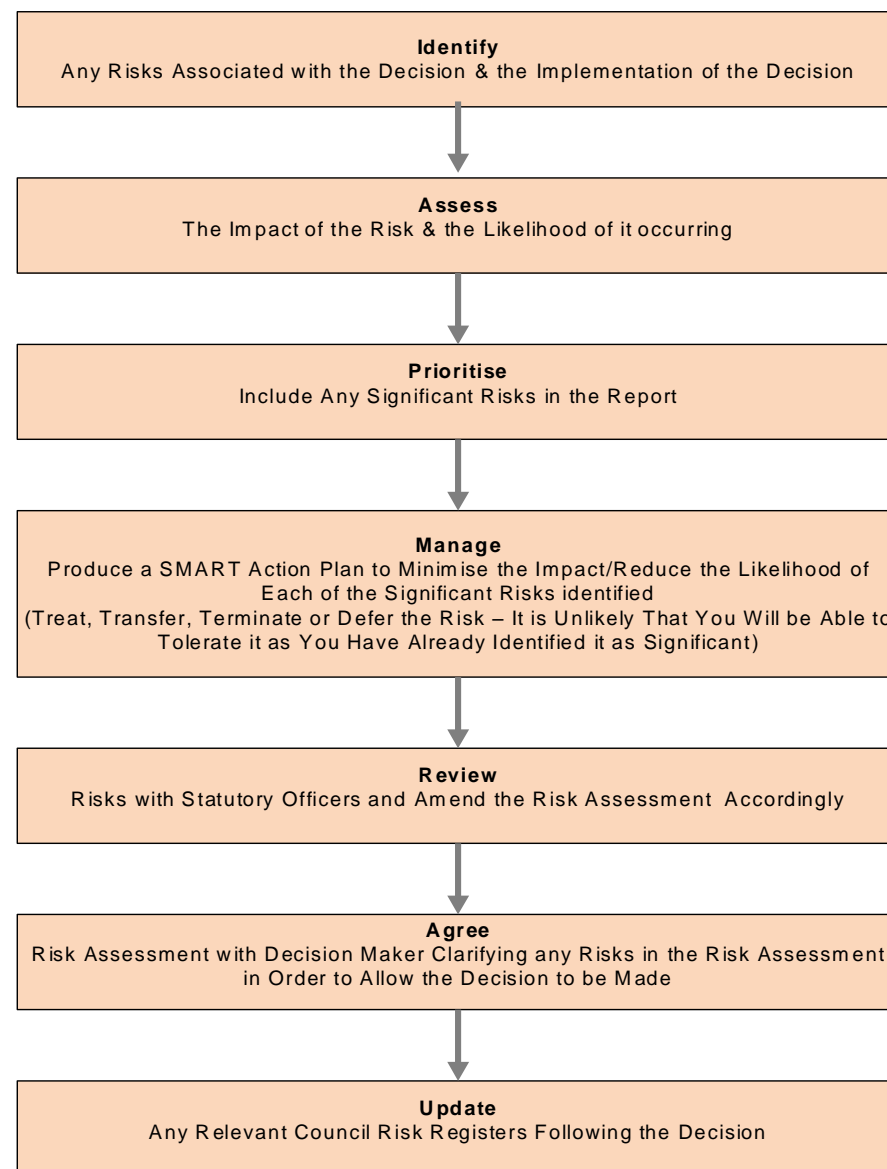 Identify
Any Risks Associated with the Decision & the Implementation of the Decision
Assess
The Impact of the Risk & the Likelihood of it occurring
Prioritise
Include Any Significant Risks in the Report
Manage
Produce a SMART Action Plan to Minimise the Impact/Reduce the Likelihood of
Each of the Significant Risks identified
(Treat, Transfer, Terminate or Defer the Risk – It is Unlikely That You Will be Able to
Tolerate it as You Have Already Identified it as Significant)
Review
Risks with Statutory Officers and Amend the Risk Assessment Accordingly
Agree
Risk Assessment with Decision Maker Clarifying any Risks in the Risk Assessment
in Order to Allow the Decision to be Made
Update
Any Relevant Council Risk Registers Following the Decision